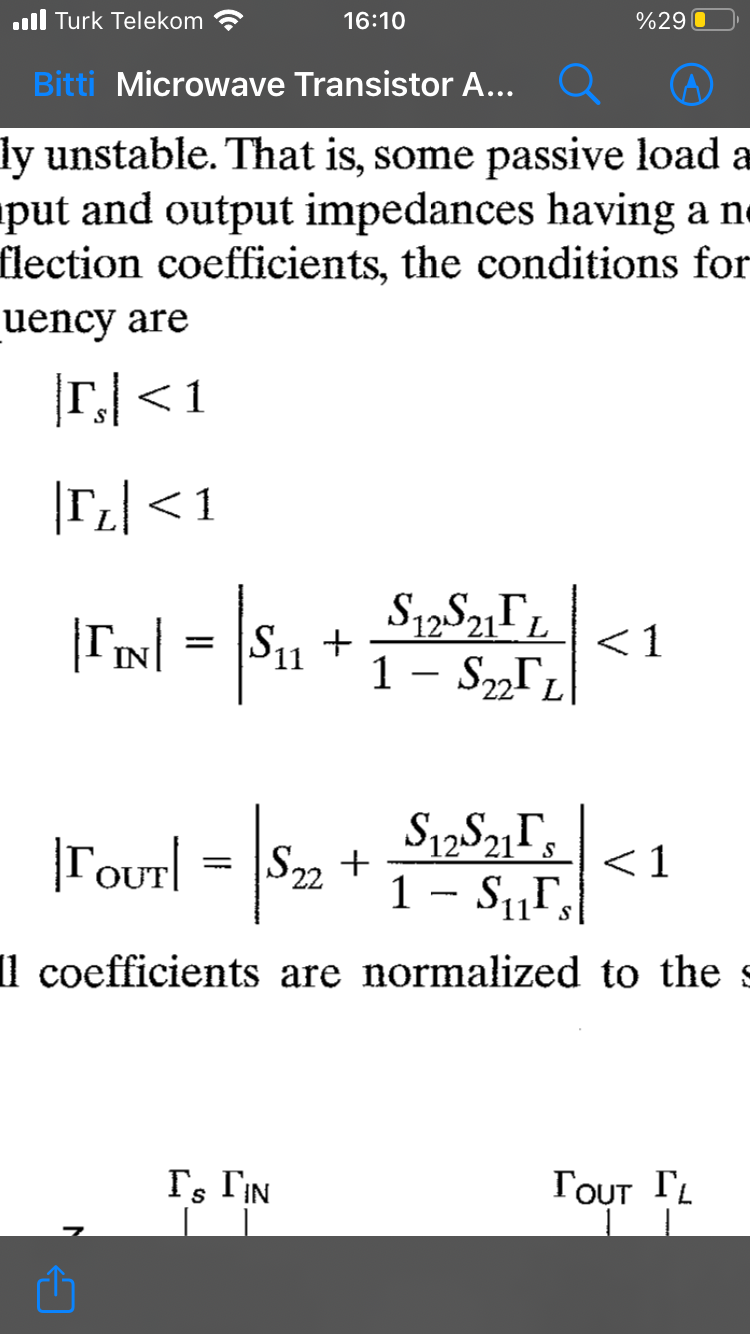 Turk Telekom 16:10 %29
Bitti Microwave Transistor A...
ly unstable. That is, some passive load a
put and output impedances having a
flection coefficients, the conditions for
uency are
|Γs| < 1
|ΓL| < 1
|ΓIN| = |S11 + S12S21ΓL / 1 − S22ΓL| < 1
|ΓOUT| = |S22 + S12S21Γs / 1 − S11Γs| < 1
ll coefficients are normalized to the s
Γs ΓIN ΓOUT ΓL